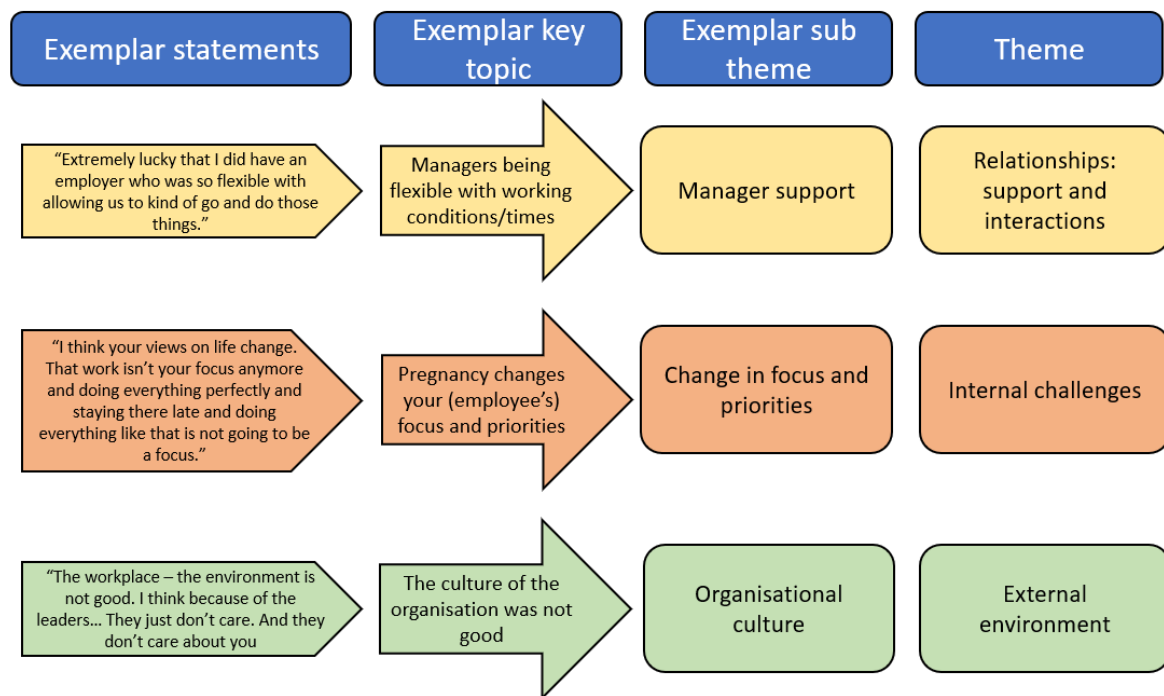 Exemplar statements
Exemplar key
topic
Exemplar sub
theme
Theme
“Extremely lucky that I did have an
employer who was so flexible with
allowing us to kind of go and do those
things.”
Managers being
flexible with working
conditions/times
Manager support
Relationships:
support and
interactions
“I think your views on life change.
That work isn’t your focus anymore
and doing everything perfectly and
staying there late and doing
everything like that is not going to be
a focus.”
Pregnancy changes
your (employee’s)
focus and priorities
Change in focus and
priorities
Internal challenges
“The workplace – the environment is
not good. I think because of the
leaders… They just don’t care. And they
don’t care about you
The culture of the
organisation was not
good
Organisational
culture
External
environment